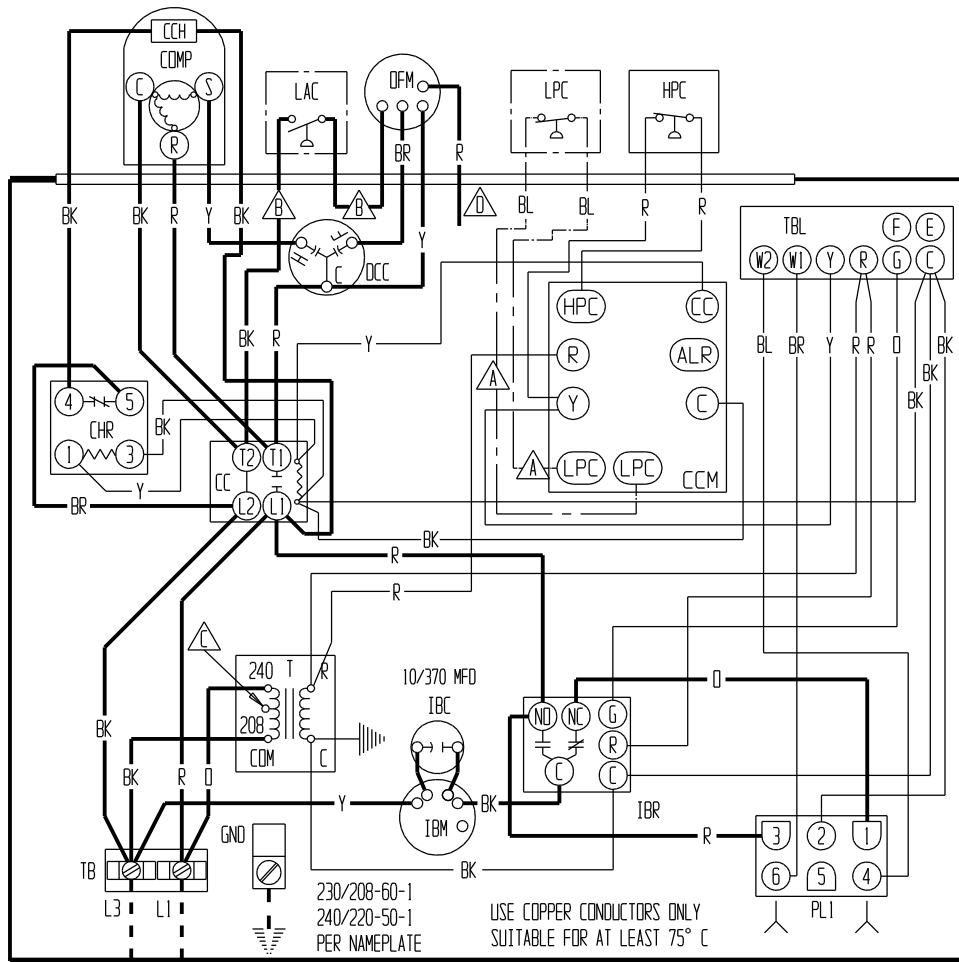 CCH
COMP
C
S
R
LAC
OFM
LPC
HPC
BR
R
B
B
D
BL
BL
R
R
BK
BK
R
Y
BK
TBL
F
E
W2
W1
Y
R
G
C
H
F
C
DCC
Y
BK
R
Y
HPC
CC
R
ALR
Y
C
LPC
LPC
CCM
A
A
BL
BR
Y
R
R
O
BK
BK
BK
4
5
CHR
1
3
BK
Y
BR
T2
T1
CC
L2
L1
BK
R
R
C
240
T
R
208
COM
C
10/370 MFD
IBC
IBM
NO
NC
G
R
C
C
IBR
O
BK
BK
R
O
Y
BK
R
BK
3
2
1
6
5
4
PL1
TB
L3
L1
GND
230/208-60-1
240/220-50-1
PER NAMEPLATE
USE COPPER CONDUCTORS ONLY
SUITABLE FOR AT LEAST 75° C